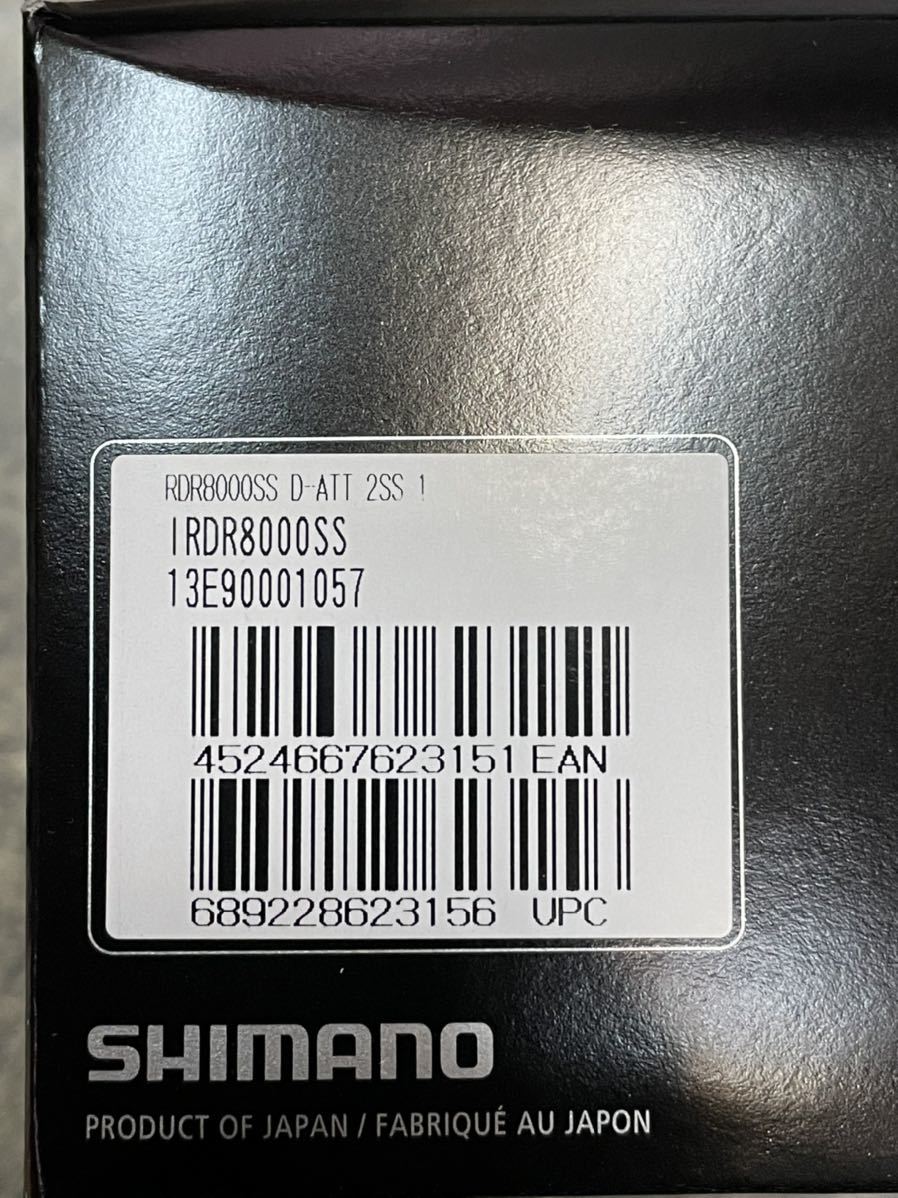 RDR8000SS D-ATT 2SS 1
IRDR8000SS
13E90001057
4524667623151 EAN
689228623156 UPC
SHIMANO
PRODUCT OF JAPAN / FABRIQUÉ AU JAPON